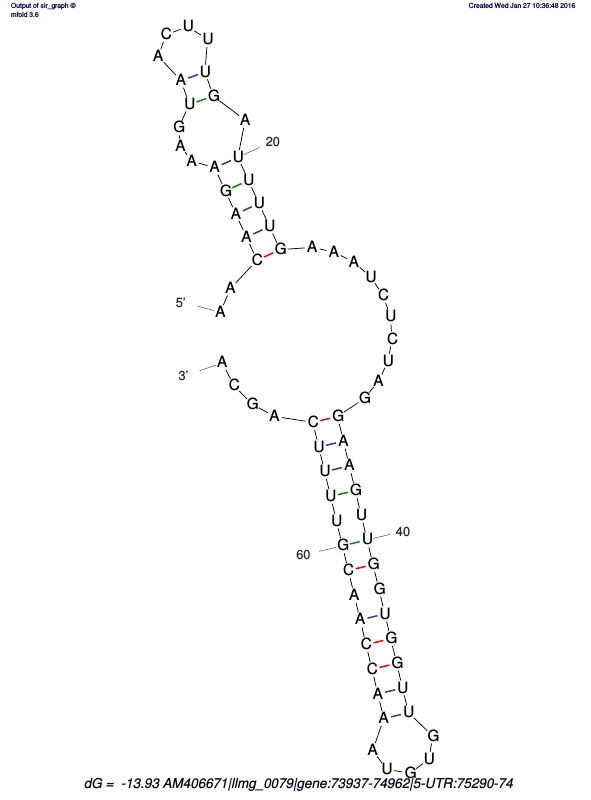 Output of sir_graph ©
mfold 3.6
Created Wed Jan 27 10:36:48 2016
5'
A A C A A G A A A G U A A C U U U G A U
20
U U U G A A A U C U C U A G G A A G U U
40
G G U G G U U G U G U A A A C C A A C G
60
U U U U C A G C A
3'
dG = -13.93 AM406671|llmg_0079|gene:73937-74962|5-UTR:75290-74